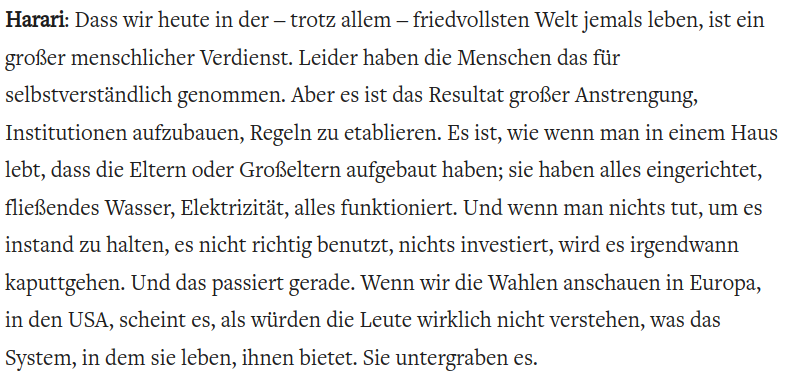 Harari: Dass wir heute in der – trotz allem – friedvollsten Welt jemals leben, ist ein
großer menschlicher Verdienst. Leider haben die Menschen das für
selbstverständlich genommen. Aber es ist das Resultat großer Anstrengung,
Institutionen aufzubauen, Regeln zu etablieren. Es ist, wie wenn man in einem Haus
lebt, dass die Eltern oder Großeltern aufgebaut haben; sie haben alles eingerichtet,
fließendes Wasser, Elektrizität, alles funktioniert. Und wenn man nichts tut, um es
instand zu halten, es nicht richtig benutzt, nichts investiert, wird es irgendwann
kaputtgehen. Und das passiert gerade. Wenn wir die Wahlen anschauen in Europa,
in den USA, scheint es, als würden die Leute wirklich nicht verstehen, was das
System, in dem sie leben, ihnen bietet. Sie untergraben es.